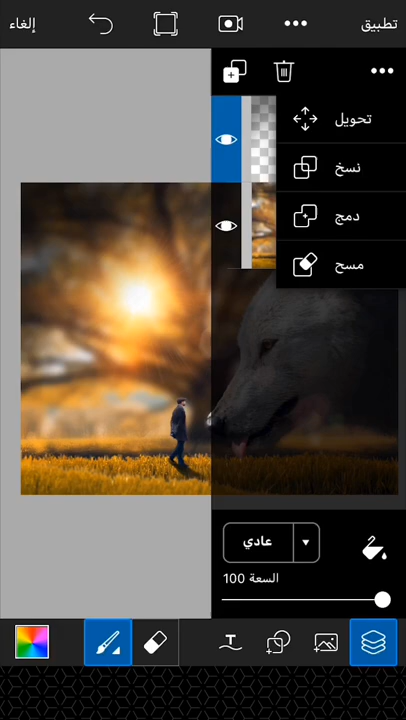 تطبيق
إلغاء
تحويل
نسخ
دمج
مسح
عادي
السعة 100